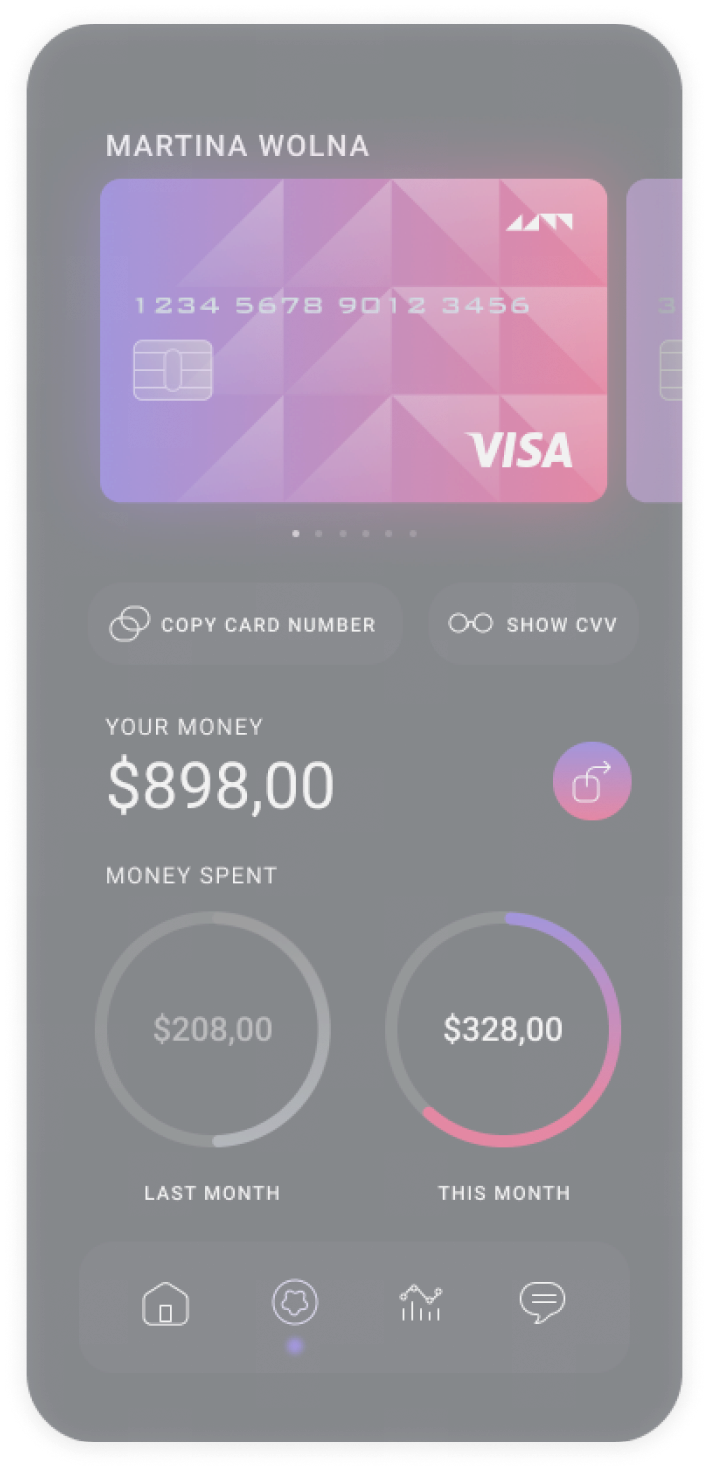 MARTINA WOLNA
1234 5678 9012 3456
3
VISA
COPY CARD NUMBER
SHOW CVV
YOUR MONEY
$898,00
MONEY SPENT
$208,00
$328,00
LAST MONTH
THIS MONTH